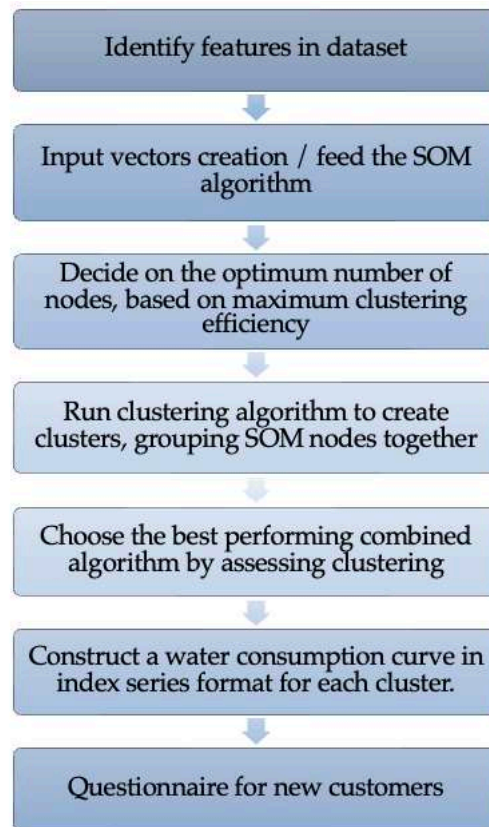 Identify features in dataset
Input vectors creation / feed the SOM
algorithm
Decide on the optimum number of
nodes, based on maximum clustering
efficiency
Run clustering algorithm to create
clusters, grouping SOM nodes together
Choose the best performing combined
algorithm by assessing clustering
Construct a water consumption curve in
index series format for each cluster.
Questionnaire for new customers